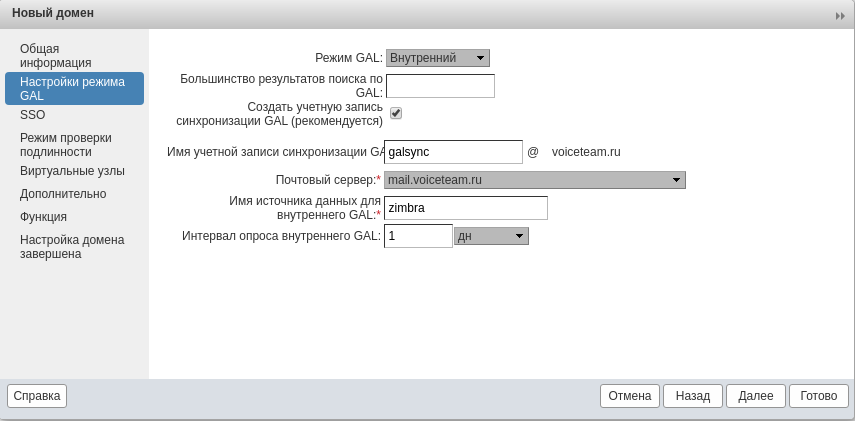 Новый домен
Общая
информация
Настройки режима
GAL
SSO
Режим проверки
подлинности
Виртуальные узлы
Дополнительно
Функция
Настройка домена
завершена
Режим GAL: Внутренний
Большинство результатов поиска по
GAL:
Создать учетную запись
синхронизации GAL (рекомендуется)
Имя учетной записи синхронизации GA galsync @ voiceteam.ru
Почтовый сервер:* mail.voiceteam.ru
Имя источника данных для
внутреннего GAL:* zimbra
Интервал опроса внутреннего GAL: 1 дн
Справка Отмена Назад Далее Готово